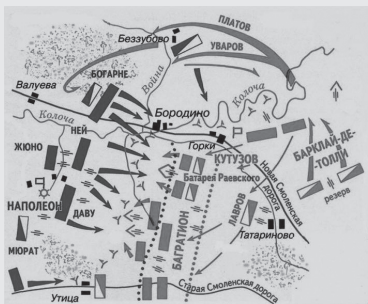 ПЛАТОВ
Беззубово
УВАРОВ
Война
БОГАРНЕ
Валуева
Колоча
Бородино
Колоча
НЕЙ
Горки
КУТУЗОВ
ЖЮНО
БАРКЛАЙ-ДЕ-
ТОЛЛИ
Батарея Раевского
НАПОЛЕОН
ДАВУ
БАГРАТИОН
ЛАВРОВ
Новая Смоленская
дорога
резерв
МЮРАТ
Татариново
Утица
Старая Смоленская дорога